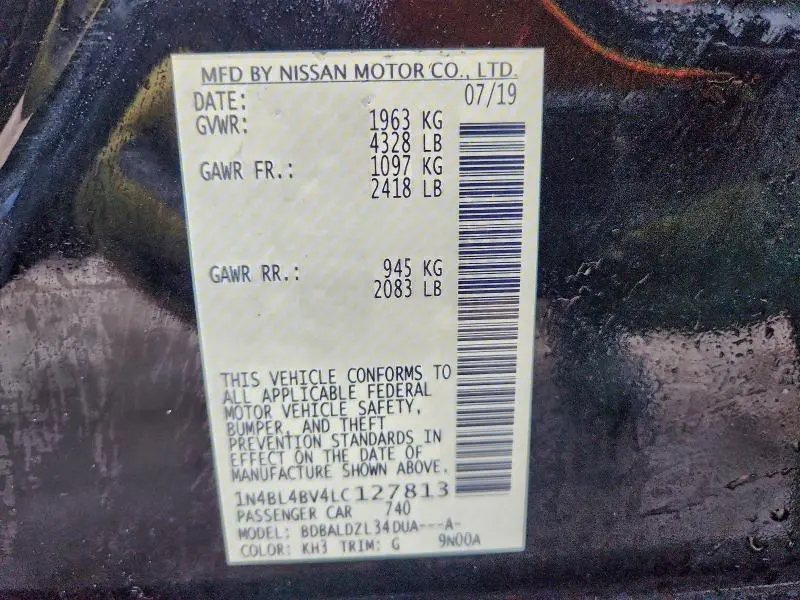 MFD BY NISSAN MOTOR CO., LTD.
DATE: 07/19
GVWR: 1963 KG
4328 LB
GAWR FR.: 1097 KG
2418 LB
GAWR RR.: 945 KG
2083 LB
THIS VEHICLE CONFORMS TO
ALL APPLICABLE FEDERAL
MOTOR VEHICLE SAFETY,
BUMPER, AND THEFT
PREVENTION STANDARDS IN
EFFECT ON THE DATE OF
MANUFACTURE SHOWN ABOVE.
1N4BL4BV4LC127813
PASSENGER CAR 740
MODEL: BDBALDZL34DUA---A-
COLOR: KH3 TRIM: G 9N00A